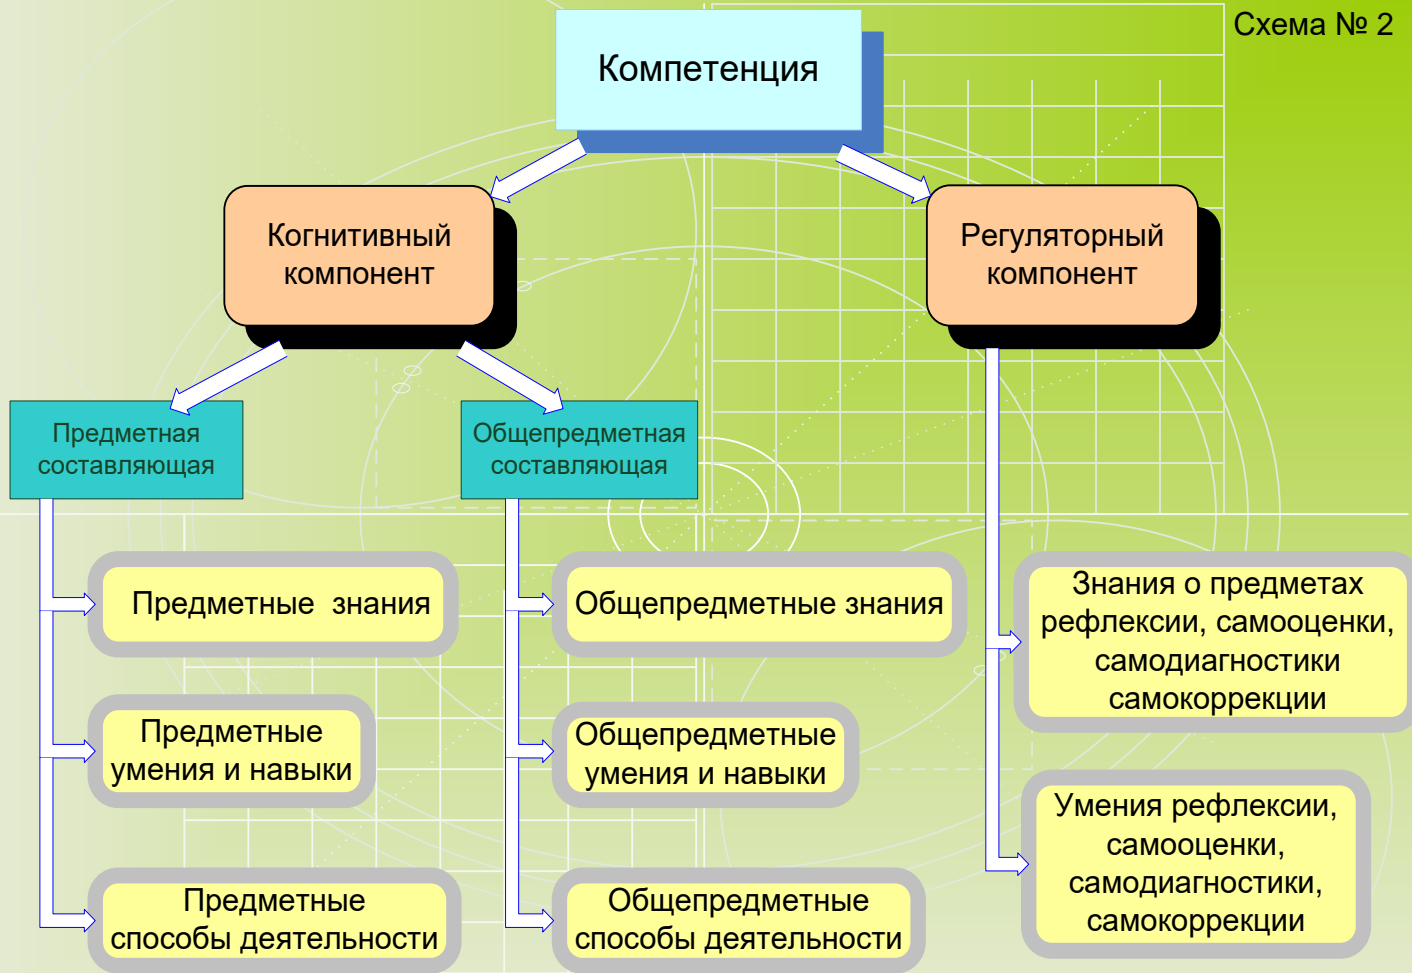 Схема № 2
Компетенция
Когнитивный
компонент
Регуляторный
компонент
Предметная
составляющая
Общепредметная
составляющая
Предметные знания
Предметные
умения и навыки
Предметные
способы деятельности
Общепредметные знания
Общепредметные
умения и навыки
Общепредметные
способы деятельности
Знания о предметах
рефлексии, самооценки,
самодиагностики
самокоррекции
Умения рефлексии,
самооценки,
самодиагностики,
самокоррекции